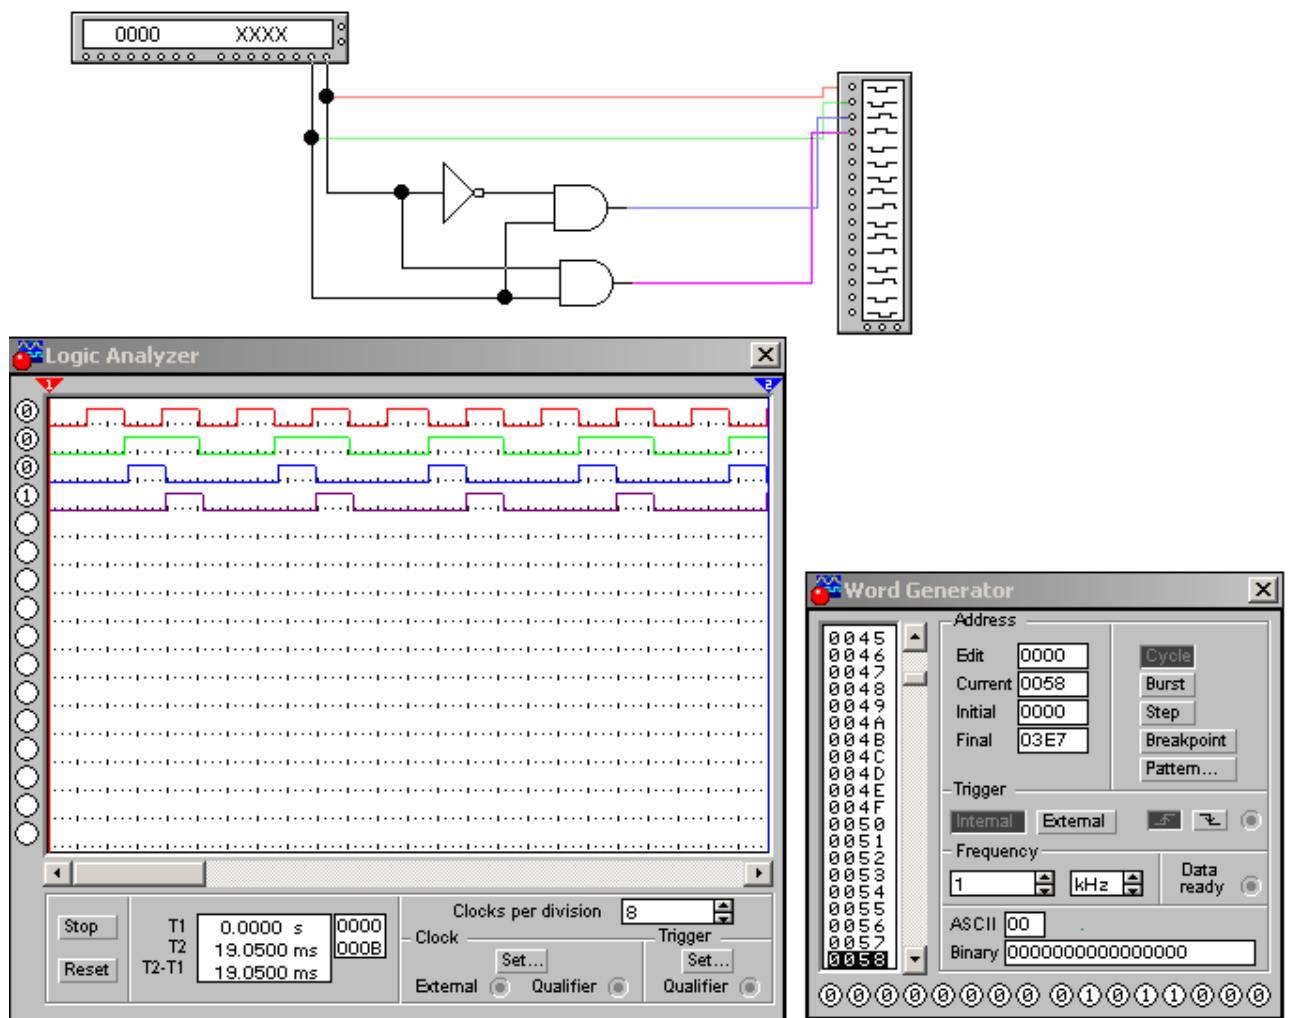 0000 XXXX
Logic Analyzer
1 2
0
0
0
1
Stop
Reset
T1 0.0000 s 0000
T2 19.0500 ms 000B
T2-T1 19.0500 ms
Clocks per division 8
Clock
Set...
External Qualifier
Trigger
Set...
Qualifier
Word Generator
0045
0046
0047
0048
0049
004A
004B
004C
004D
004E
004F
0050
0051
0052
0053
0054
0055
0056
0057
0058
Address
Edit 0000
Current 0058
Initial 0000
Final 03E7
Cycle
Burst
Step
Breakpoint
Pattern...
Trigger
Internal External
Frequency
1 kHz
Data
ready
ASCII 00
Binary 0000000000000000
0 0 0 0 0 0 0 0 0 1 0 1 1 0 0 0